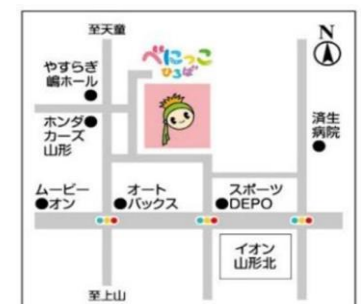 至天童
N
べにっこ
ひろば
やすらぎ
嶋ホール
ホンダ
カーズ
山形
済生
病院
ムービー
オン
オート
バックス
スポーツ
DEPO
イオン
山形北
至上山